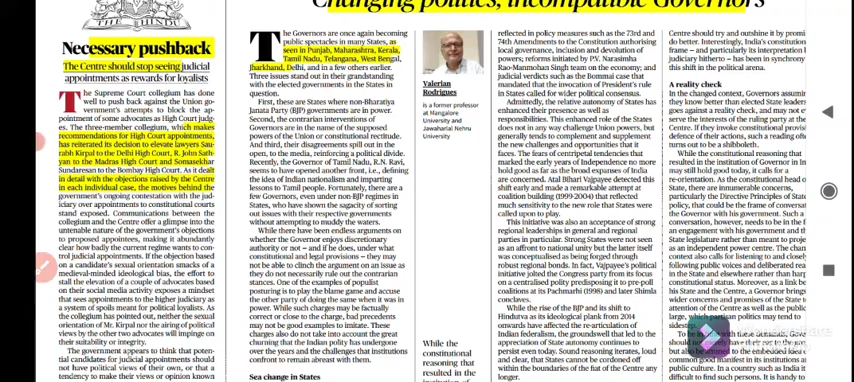 THE HINDU
Necessary pushback
The Centre should stop seeing judicial
appointments as rewards for loyalists
The Supreme Court collegium has done
well to push back against the Union go-
vernment's attempts to block the ap-
pointment of some advocates as High Court judg-
es. The three-member collegium, which makes
recommendations for High Court appointments,
has reiterated its decision to elevate lawyers Sau-
rabh Kirpal to the Delhi High Court, R. John Sath-
yan to the Madras High Court and Somasekhar
Sundaresan to the Bombay High Court. As it dealt
in detail with the objections raised by the Centre
in each individual case, the motives behind the
government's ongoing contestation with the judi-
ciary over appointments to constitutional courts
stand exposed. Communications between the
collegium and the Centre offer a glimpse into the
untenable nature of the government's objections
to proposed appointees, making it abundantly
clear how badly the current regime wants to con-
trol judicial appointments. If the objection based
on a candidate's sexual orientation smacks of a
medieval-minded ideological bias, the effort to
stall the elevation of a couple of advocates based
on their social media activity exposes a mindset
that sees appointments to the higher judiciary as
a system of spoils meant for political loyalists. As
the collegium has pointed out, neither the sexual
orientation of Mr. Kirpal nor the airing of political
views by the other two advocates will impinge on
their suitability or integrity.
The government appears to think that poten-
tial candidates for judicial appointments should
not have political views of their own, or that a
tendency to make their views or opinion known
Changing politics, incompatible Governors
The Governors are once again becoming
public spectacles in many States, as
seen in Punjab, Maharashtra, Kerala,
Tamil Nadu, Telangana, West Bengal,
Jharkhand, Delhi, and in a few others earlier.
Three issues stand out in their grandstanding
with the elected governments in the States in
question.
First, these are States where non-Bharatiya
Janata Party (BJP) governments are in power.
Second, the contrarian interventions of
Governors are in the name of the supposed
powers of the Union or constitutional rectitude.
And third, their disagreements spill out in the
open, to the media, reinforcing a political divide.
Recently, the Governor of Tamil Nadu, R.N. Ravi,
seems to have opened another front, i.e., defining
the idea of Indian nationalism and imparting
lessons to Tamil people. Fortunately, there are a
few Governors, even under non-BJP regimes in
States, who have shown the sagacity of sorting
out issues with their respective governments
without attempting to muddy the waters.
While there have been endless arguments on
whether the Governor enjoys discretionary
authority or not — and if he does, under what
constitutional and legal provisions — they may
not be able to clinch the argument on as issue as
they do not necessarily rule out the contrarian
stances. One of the examples of populist
posturing is to play the blame game and accuse
the other party of doing the same when it was in
power. While such charges may be factually
correct or close to the charge, bad precedents
may not be good examples to imitate. These
charges also do not take into account the great
churning that the Indian polity has undergone
over the years and the challenges that institutions
confront to remain abreast with them.
Sea change in States
Valerian
Rodrigues
is a former professor
at Mangalore
University and
Jawaharlal Nehru
University
While the
constitutional
reasoning that
resulted in the
institution of
reflected in policy measures such as the 73rd and
74th Amendments to the Constitution authorising
local governance, inclusion and devolution of
powers; reforms initiated by P.V. Narasimha
Rao-Manmohan Singh team on the economy; and
judicial verdicts such as the Bommai case that
mandated that the invocation of President's rule
in States called for wider political consensus.
Admittedly, the relative autonomy of States has
enhanced their presence as well as
responsibilities. This enhanced role of the States
does not in any way challenge Union powers, but
generally tends to complement and supplement
the new challenges and opportunities that it
faces. The fears of centripetal tendencies that
marked the early years of Independence no more
hold good as far as the broad expanses of India
are concerned. Atal Bihari Vajpayee detected this
shift early and made a remarkable attempt at
coalition building (1999-2004) that reflected
much sensitivity to the new role that States were
called upon to play.
This initiative was also an acceptance of strong
regional leaderships in general and regional
parties in particular. Strong States were not seen
as an affront to national unity but the latter itself
was conceptualised as being forged through
robust regional bonds. In fact, Vajpayee's political
initiative jolted the Congress party from its focus
on a centralised polity predisposing it to pre-poll
coalitions at its Pachmarhi (1998) and later Shimla
conclaves.
While the rise of the BJP and its shift to
Hindutva as its ideological plank from 2014
onwards have affected the re-articulation of
Indian federalism, the groundswell that led to the
appreciation of State autonomy continues to
persist even today. Sound reasoning iterates, loud
and clear, that States cannot be cordoned off
within the boundaries of the fiat of the Centre any
longer.
Centre should try and outshine it by promising
do better. Interestingly, India's constitutional
frame — and particularly its interpretation by
judiciary hitherto — has been in synchrony with
this shift in the political arena.
A reality check
In the changed context, Governors assuming
they know better than elected State leaders
goes against a reality check, and may not even
serve the interests of the ruling party at the
Centre. If they invoke constitutional provisions
defence of their actions, such a reading often
turns out to be a shibboleth.
While the constitutional reasoning that
resulted in the institution of Governor in India
may still hold good today, it calls for a
re-orientation. As the constitutional head of
State, there are innumerable concerns,
particularly the Directive Principles of State
policy, that could be the frame of conversation
the Governor with his government. Such a
conversation, however, needs to be in the form
an engagement with his government and the
State legislature rather than meant to project
as an independent power centre. The changed
context also calls for listening to and closely
following public voices and deliberated reasoning
in the State and elsewhere rather than harping
constitutional status. Moreover, as a link between
his State and the Centre, a Governor brings
wider concerns and promises of State to
attention of the Centre as well as the public
large, which partisan politics may tend to